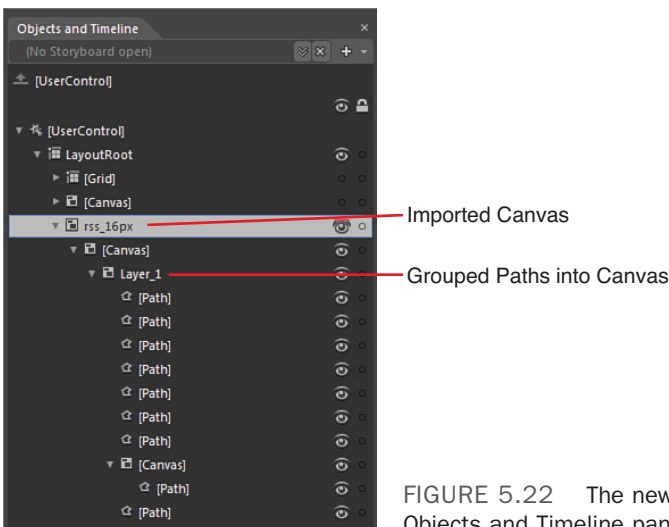 Objects and Timeline
(No Storyboard open)
[UserControl]
[UserControl]
LayoutRoot
[Grid]
[Canvas]
rss_16px
Imported Canvas
[Canvas]
Layer_1
Grouped Paths into Canvas
[Path]
[Path]
[Path]
[Path]
[Path]
[Path]
[Path]
[Canvas]
[Path]
[Path]
FIGURE 5.22 The new
Objects and Timeline pan